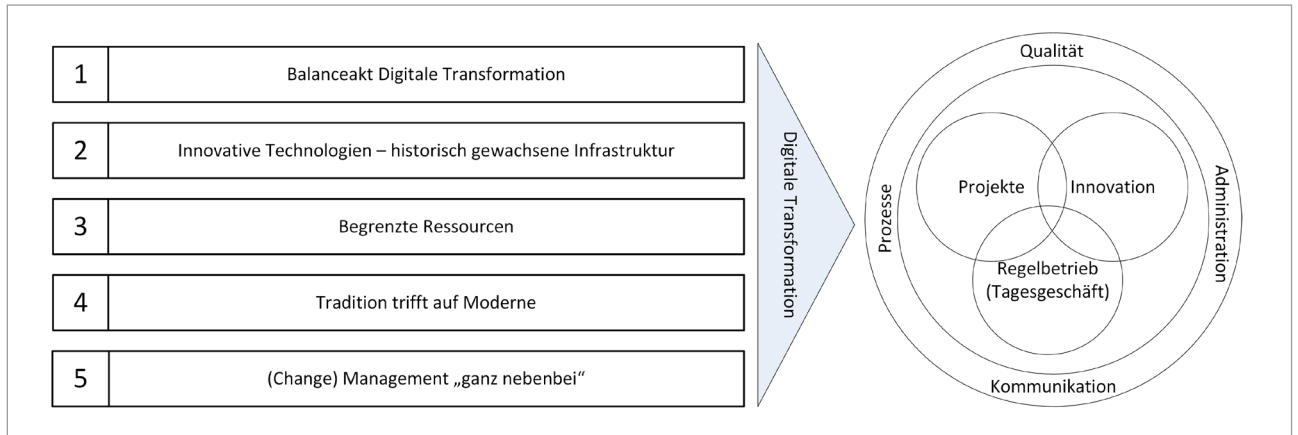 1
Balanceakt Digitale Transformation
2
Innovative Technologien – historisch gewachsene Infrastruktur
3
Begrenzte Ressourcen
4
Tradition trifft auf Moderne
5
(Change) Management „ganz nebenbei“
Digitale Transformation
Qualität
Prozesse
Administration
Projekte
Innovation
Regelbetrieb
(Tagesgeschäft)
Kommunikation